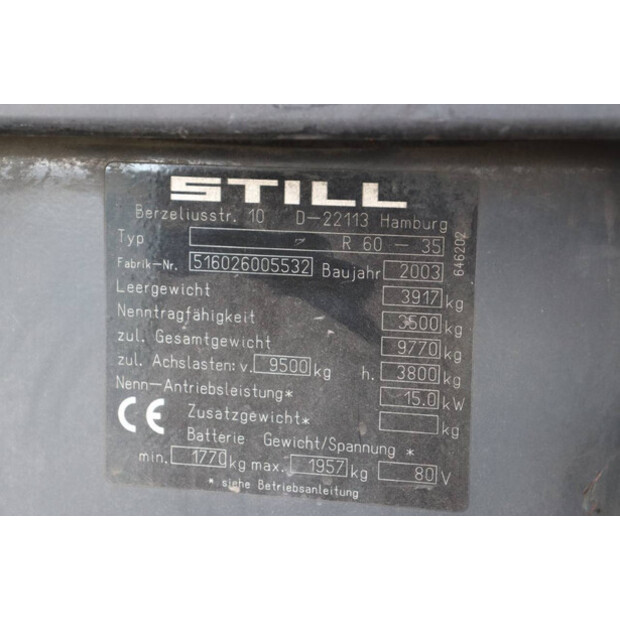 STILL
Berzeliusstr. 10 D-22113 Hamburg
Typ R 60 - 35
Fabrik-Nr. 516026005532 Baujahr 2003
Leergewicht 3917 kg
Nenntragfähigkeit 3500 kg
zul. Gesamtgewicht 9770 kg
zul. Achslasten: v. 9500 kg h. 3800 kg
Nenn-Antriebsleistung* 15.0 kW
CE Zusatzgewicht* kg
Batterie Gewicht/Spannung *
min. 1770 kg max. 1957 kg 80 V
* siehe Betriebsanleitung
646202